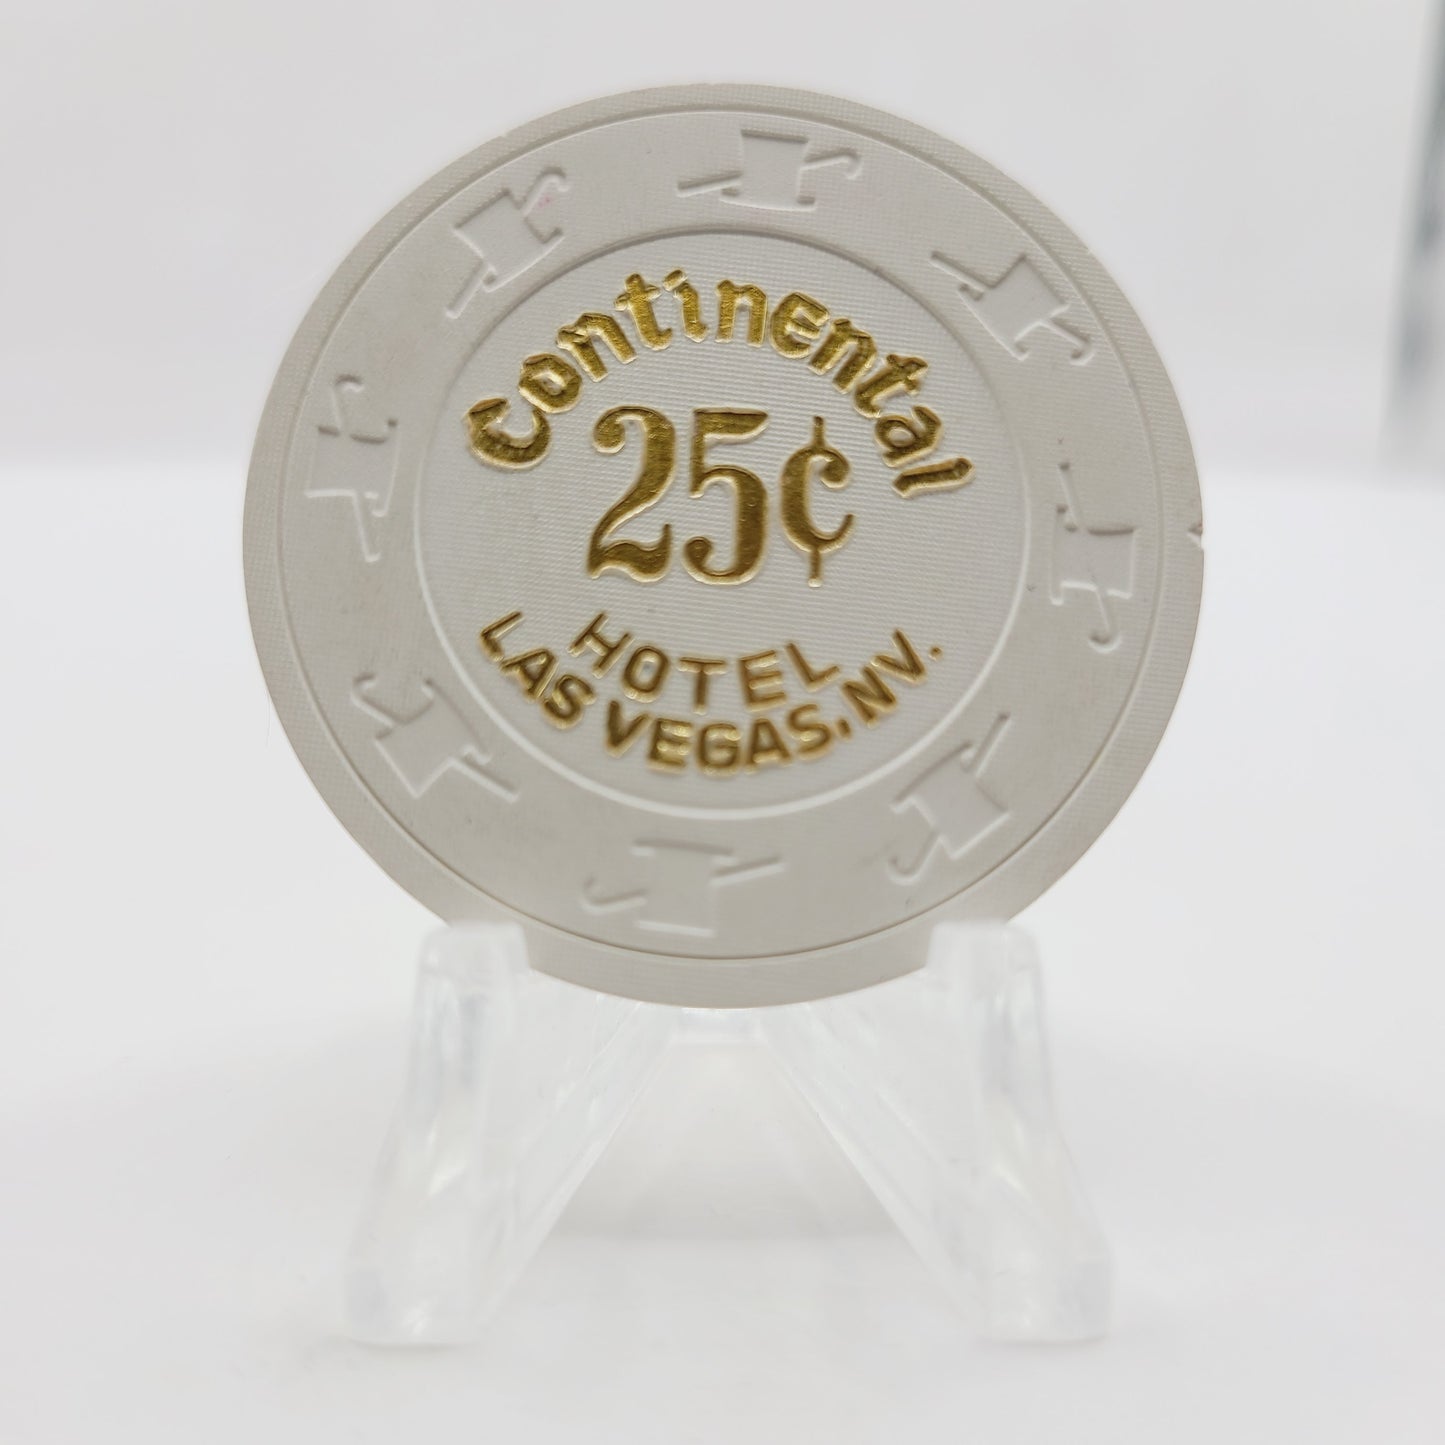 Continental
25¢
HOTEL
LAS VEGAS, NV.